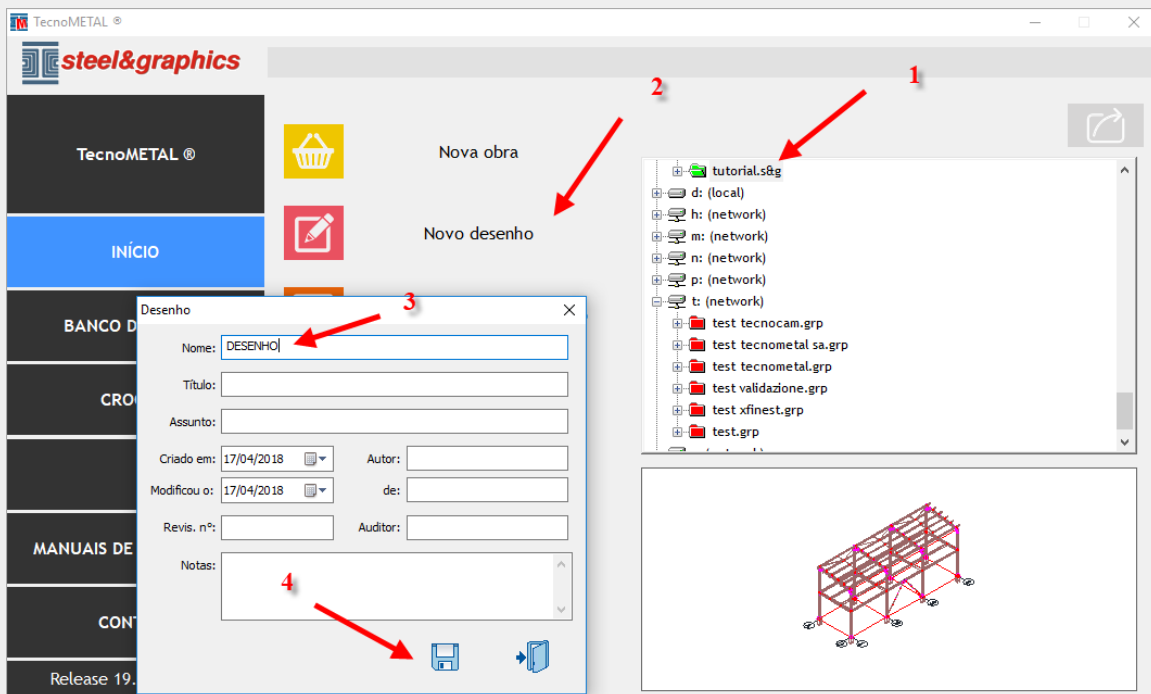 TecnoMETAL ®
steel&graphics
1
2
TecnoMETAL ®
Nova obra
tutorial.s&g
d: (local)
h: (network)
INÍCIO
Novo desenho
m: (network)
n: (network)
p: (network)
t: (network)
BANCO D
test tecnocam.grp
test tecnometal sa.grp
test tecnometal.grp
test validazione.grp
test xfinest.grp
test.grp
CRO
MANUAIS DE
CON
Release 19.
Desenho
3
Nome: DESENHO
Título:
Assunto:
Criado em: 17/04/2018 Autor:
Modificou o: 17/04/2018 de:
Revis. nº: Auditor:
Notas:
4